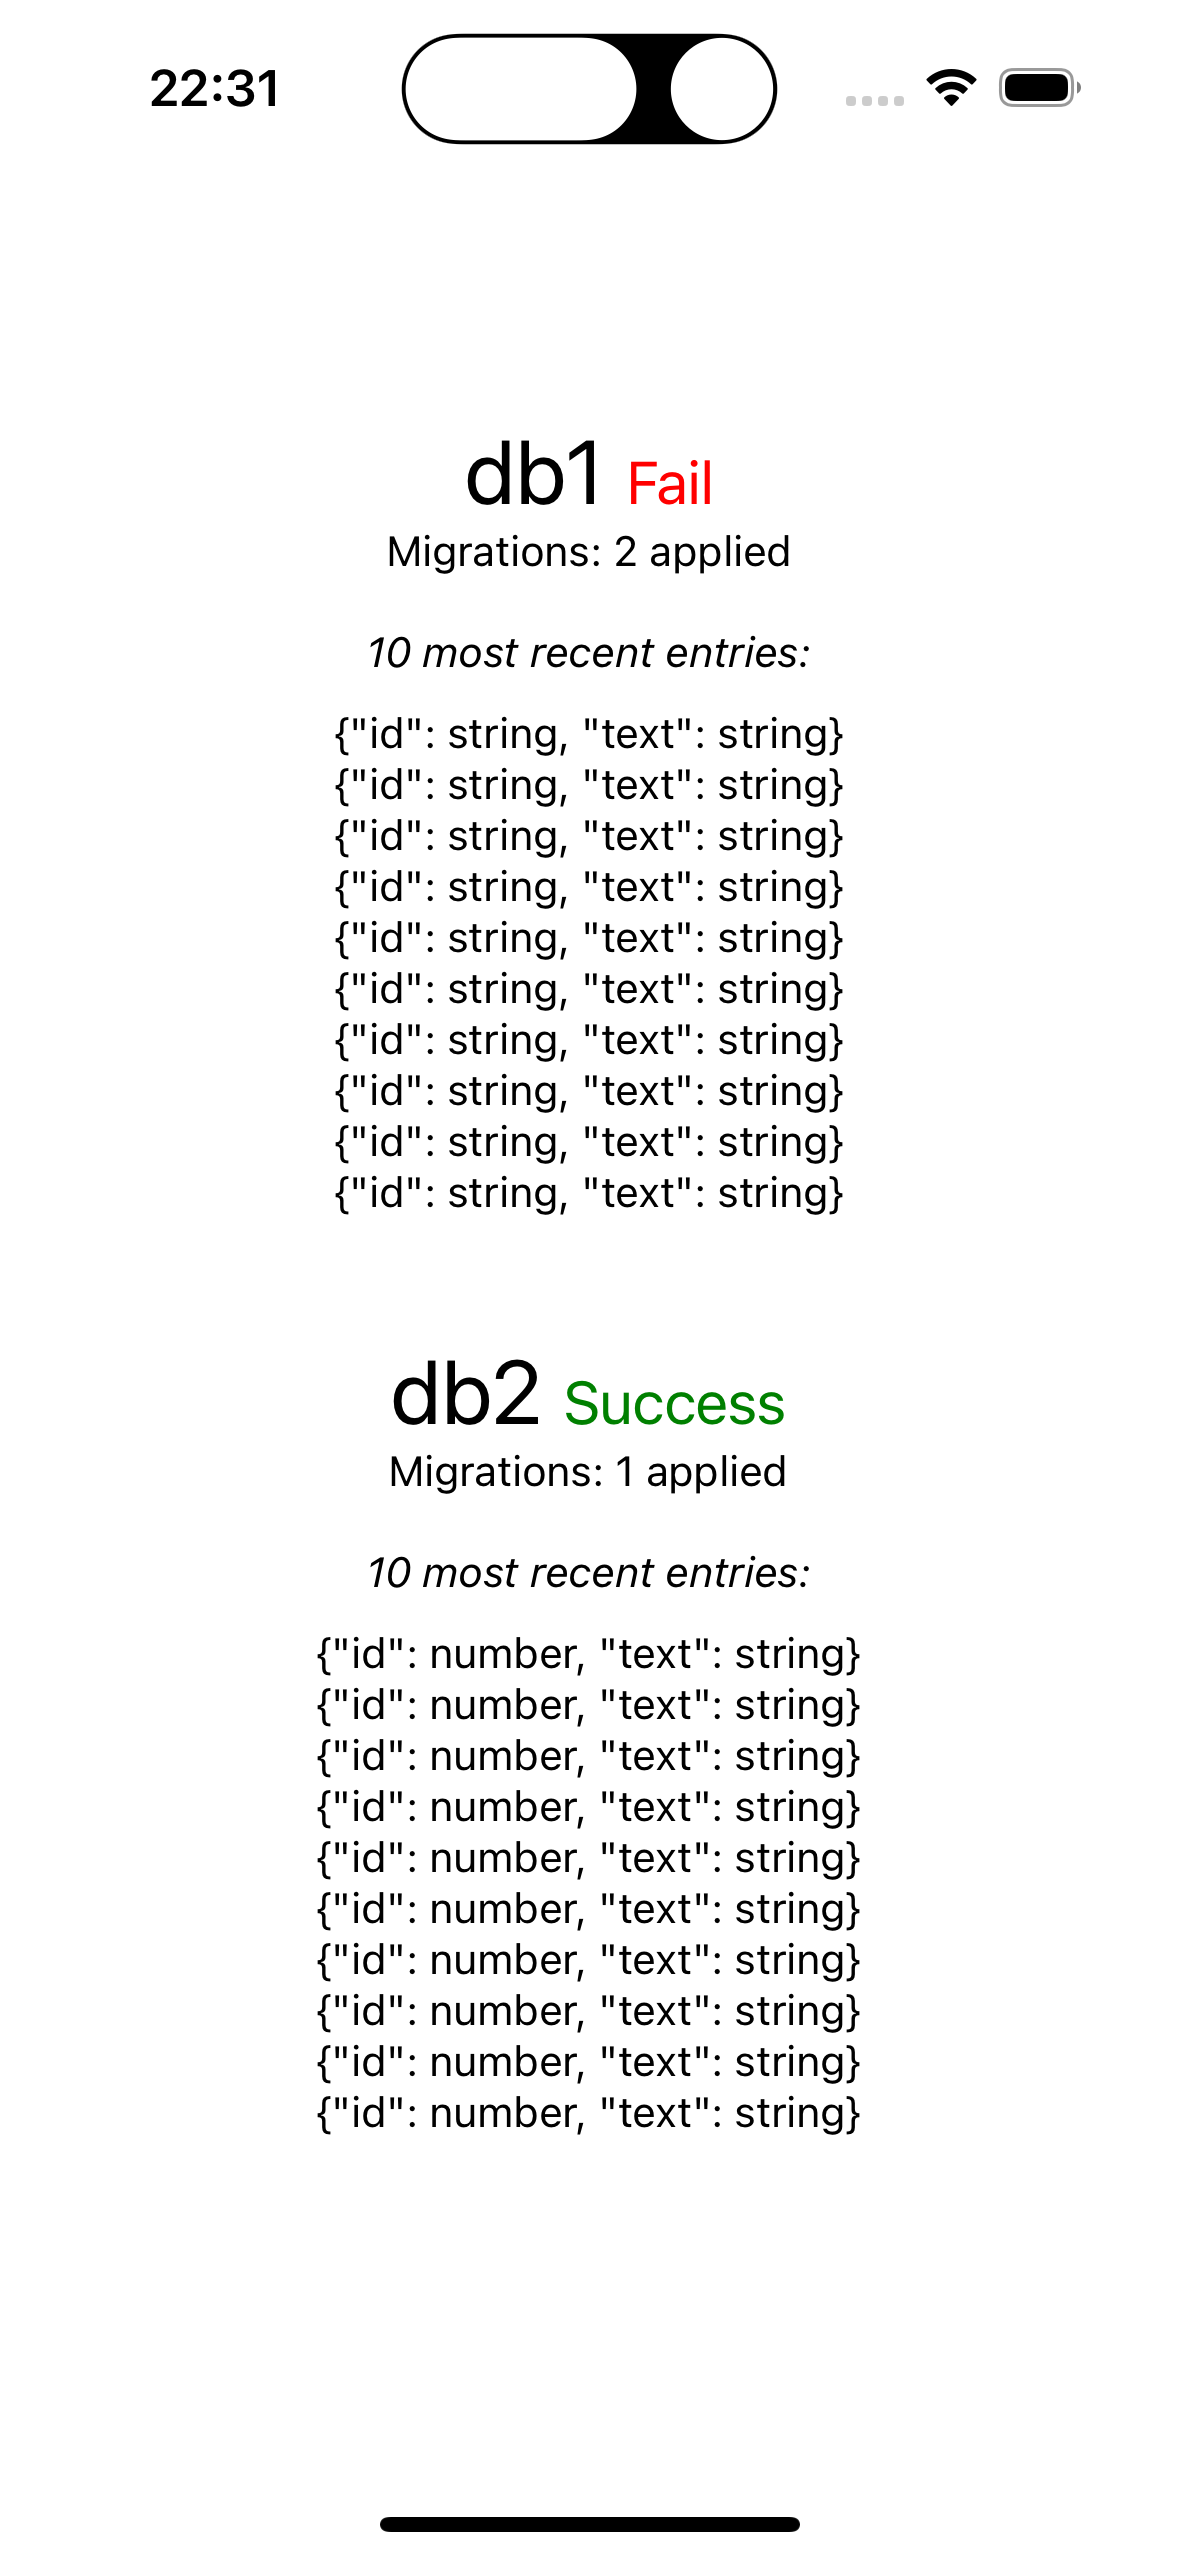 22:31
db1 Fail
Migrations: 2 applied
10 most recent entries:
{"id": string, "text": string}
{"id": string, "text": string}
{"id": string, "text": string}
{"id": string, "text": string}
{"id": string, "text": string}
{"id": string, "text": string}
{"id": string, "text": string}
{"id": string, "text": string}
{"id": string, "text": string}
{"id": string, "text": string}
db2 Success
Migrations: 1 applied
10 most recent entries:
{"id": number, "text": string}
{"id": number, "text": string}
{"id": number, "text": string}
{"id": number, "text": string}
{"id": number, "text": string}
{"id": number, "text": string}
{"id": number, "text": string}
{"id": number, "text": string}
{"id": number, "text": string}
{"id": number, "text": string}